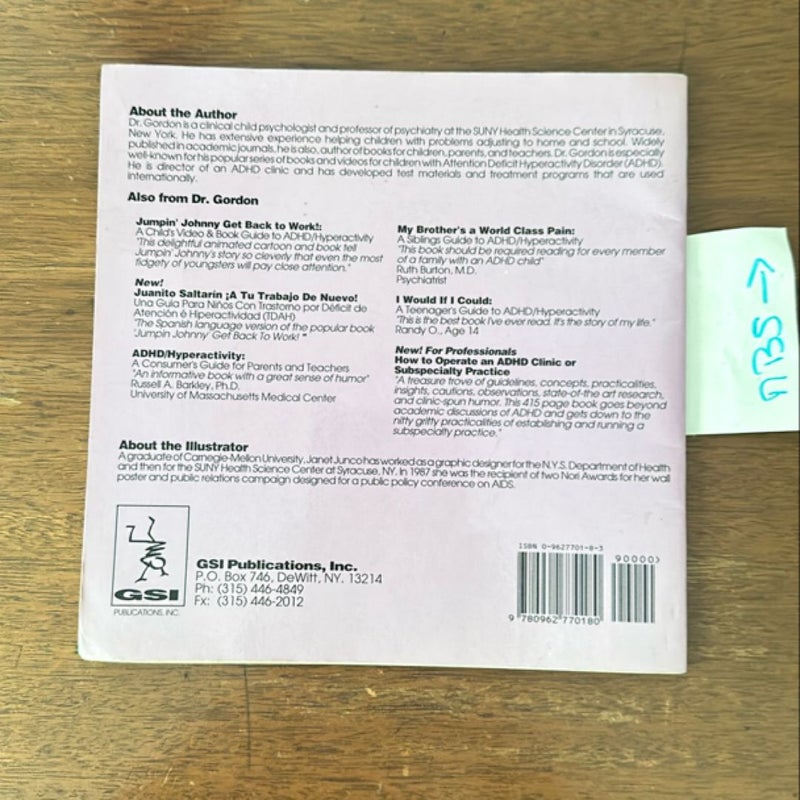 About the Author
Dr. Gordon is a clinical child psychologist and professor of psychiatry at the SUNY Health Science Center in Syracuse,
New York. He has extensive experience helping children with problems adjusting to home and school. Widely
published in academic journals, he is also, author of books for children, parents, and teachers. Dr. Gordon is especially
well-known for his popular series of books and videos for children with Attention Deficit Hyperactivity Disorder (ADHD).
He is director of an ADHD clinic and has developed test materials and treatment programs that are used
internationally.
Also from Dr. Gordon
Jumpin' Johnny Get Back to Work!:
A Child's Video & Book Guide to ADHD/Hyperactivity
"This delightful animated cartoon and book tell
Jumpin' Johnny's story so cleverly that even the most
fidgety of youngsters will pay close attention."
New!
Juanito Saltarín ¡A Tu Trabajo De Nuevo!
Una Guía Para Niños Con Trastorno por Déficit de
Atención é Hiperactividad (TDAH)
"The Spanish language version of the popular book
'Jumpin Johnny' Get Back To Work! "
ADHD/Hyperactivity:
A Consumer's Guide for Parents and Teachers
"An informative book with a great sense of humor"
Russell A. Barkley, Ph.D.
University of Massachusetts Medical Center
My Brother's a World Class Pain:
A Siblings Guide to ADHD/Hyperactivity
"This book should be required reading for every member
of a family with an ADHD child"
Ruth Burton, M.D.
Psychiatrist
I Would If I Could:
A Teenager's Guide to ADHD/Hyperactivity
"This is the best book I've ever read. It's the story of my life."
Randy O., Age 14
New! For Professionals
How to Operate an ADHD Clinic or
Subspecialty Practice
"A treasure trove of guidelines, concepts, practicalities,
insights, cautions, observations, state-of-the art research,
and clinic-spun humor. This 415 page book goes beyond
academic discussions of ADHD and gets down to the
nitty gritty practicalities of establishing and running a
subspecialty practice."
About the Illustrator
A graduate of Carnegie-Mellon University, Janet Junco has worked as a graphic designer for the N.Y.S. Department of Health
and then for the SUNY Health Science Center at Syracuse, NY. In 1987 she was the recipient of two Nori Awards for her wall
poster and public relations campaign designed for a public policy conference on AIDS.
GSI
PUBLICATIONS, INC.
GSI Publications, Inc.
P.O. Box 746, DeWitt, NY. 13214
Ph: (315) 446-4849
Fx: (315) 446-2012
ISBN 0-9627701-8-3
90000>
9 780962 770180